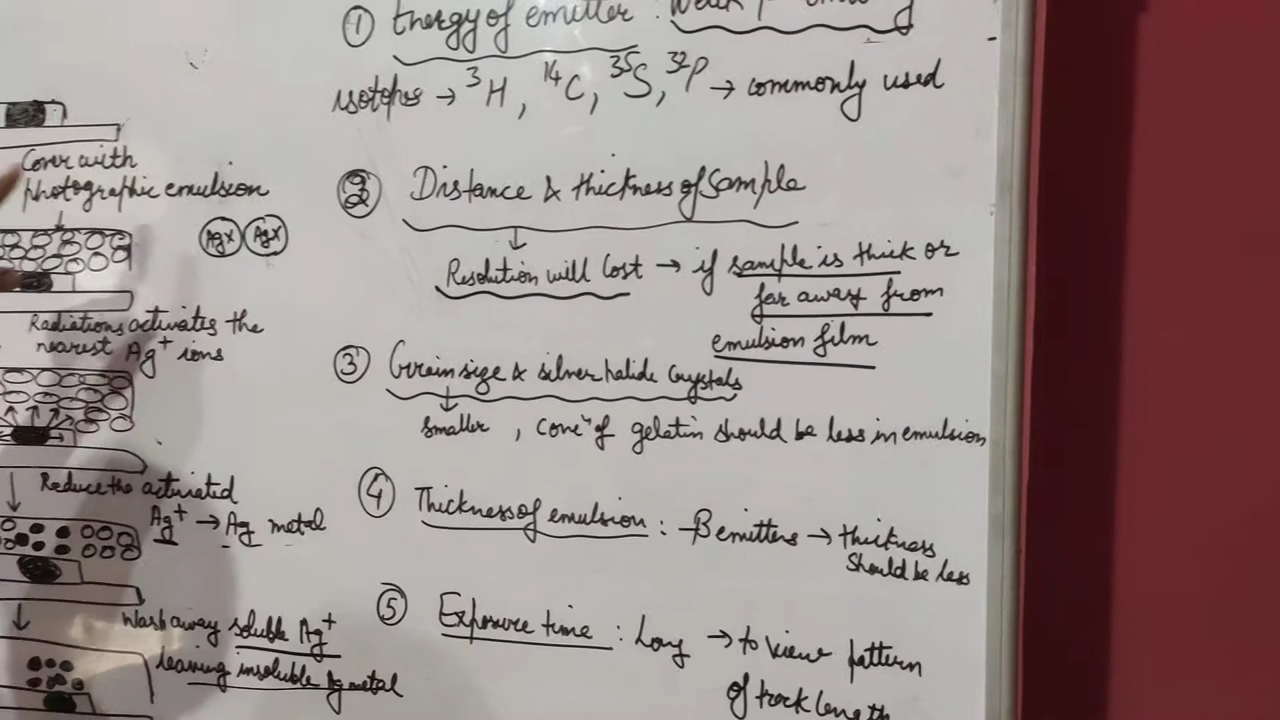 Cover with
photographic emulsion
AgX AgX
Radiations activates the
nearest Ag+ ions
Reduce the activated
Ag+ → Ag metal
Wash away soluble Ag+
leaving insoluble Ag metal
① Energy of emitter : Weak
isotopes → ³H, ¹⁴C, ³⁵S, ³²P → commonly used
② Distance & thickness of sample
↓
Resolution will lost → if sample is thick or
far away from
emulsion film
③ Grain size & silver halide crystals
↓
smaller , concⁿ of gelatin should be less in emulsion
④ Thickness of emulsion : - B emitters → thickness
should be less
⑤ Exposure time : Long → to view pattern
of track length